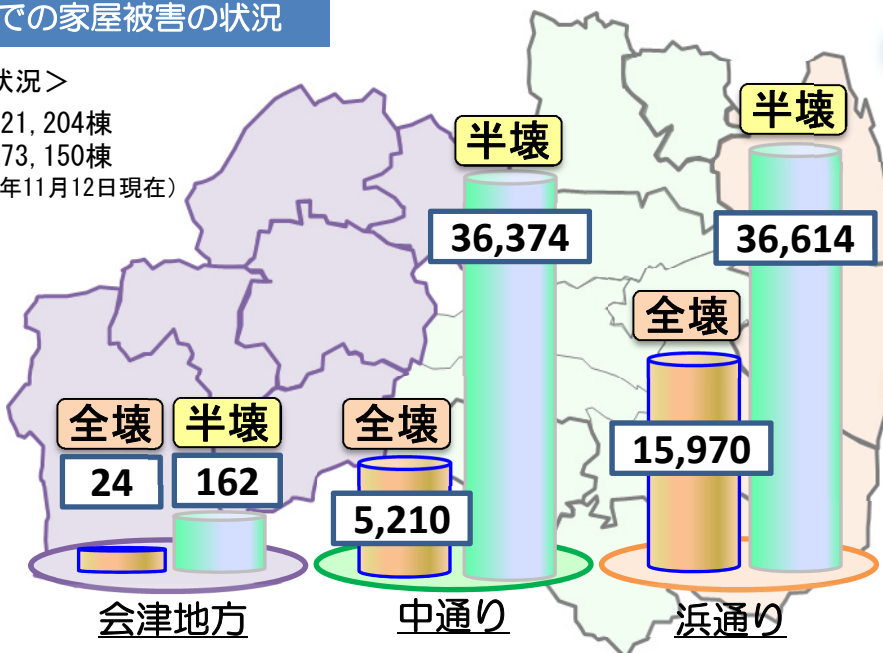 での家屋被害の状況
状況＞
21,204棟
73,150棟
年11月12日現在）
半壊
36,614
半壊
36,374
全壊
15,970
全壊
24
半壊
162
全壊
5,210
会津地方
中通り
浜通り